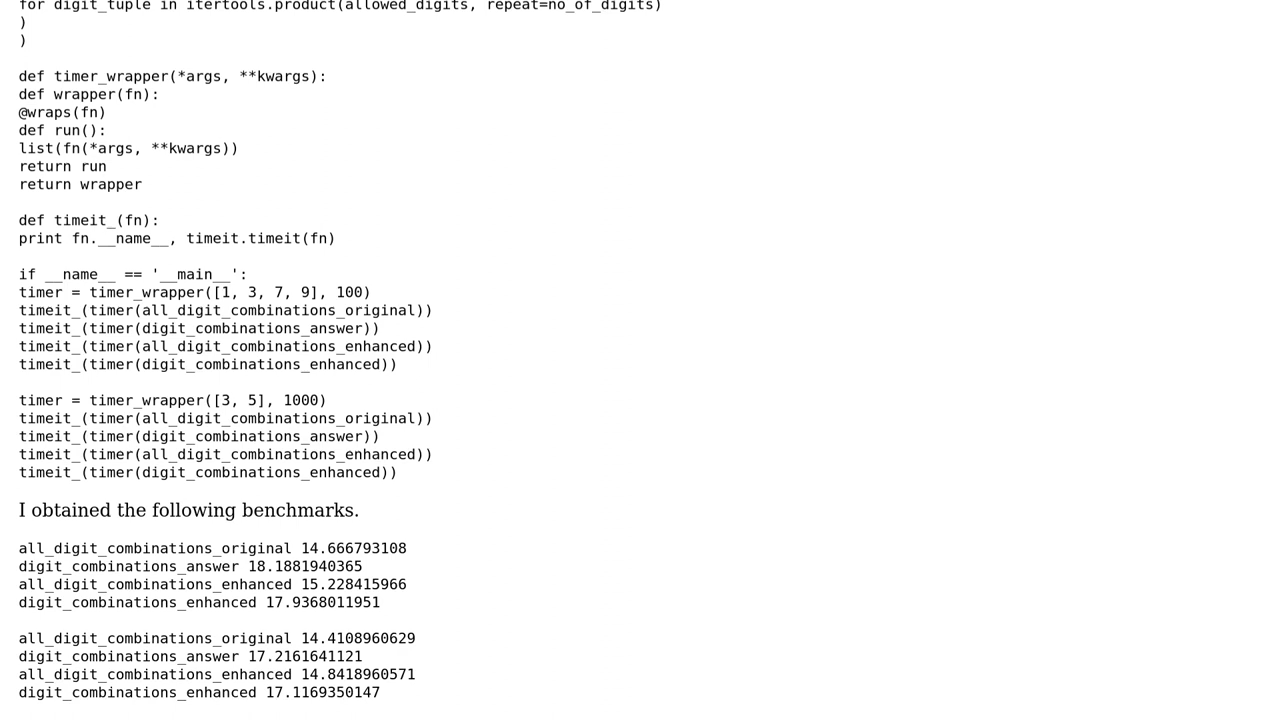 for digit_tuple in itertools.product(allowed_digits, repeat=no_of_digits)
)
)
def timer_wrapper(*args, **kwargs):
def wrapper(fn):
@wraps(fn)
def run():
list(fn(*args, **kwargs))
return run
return wrapper
def timeit_(fn):
print fn.__name__, timeit.timeit(fn)
if __name__ == '__main__':
timer = timer_wrapper([1, 3, 7, 9], 100)
timeit_(timer(all_digit_combinations_original))
timeit_(timer(digit_combinations_answer))
timeit_(timer(all_digit_combinations_enhanced))
timeit_(timer(digit_combinations_enhanced))
timer = timer_wrapper([3, 5], 1000)
timeit_(timer(all_digit_combinations_original))
timeit_(timer(digit_combinations_answer))
timeit_(timer(all_digit_combinations_enhanced))
timeit_(timer(digit_combinations_enhanced))
I obtained the following benchmarks.
all_digit_combinations_original 14.666793108
digit_combinations_answer 18.1881940365
all_digit_combinations_enhanced 15.228415966
digit_combinations_enhanced 17.9368011951
all_digit_combinations_original 14.4108960629
digit_combinations_answer 17.2161641121
all_digit_combinations_enhanced 14.8418960571
digit_combinations_enhanced 17.1169350147